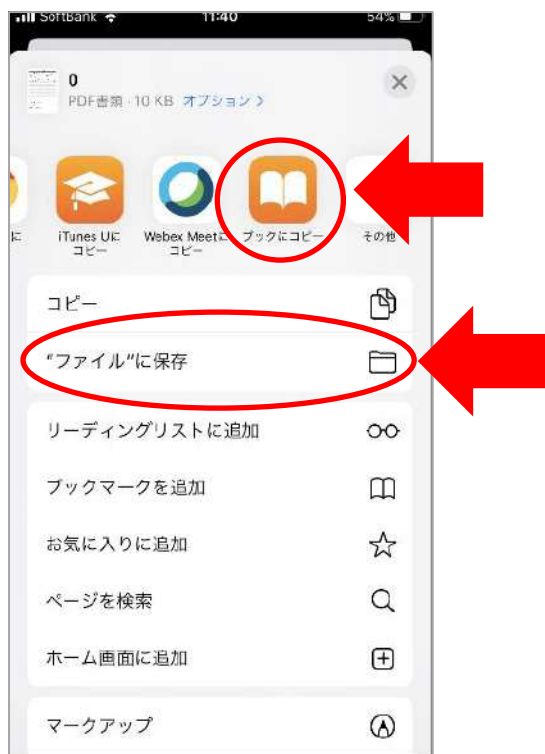 SoftBank 11:40 54%
0
PDF書類・10 KB オプション >
に
iTunes Uに
コピー
Webex Meetに
コピー
ブックにコピー
その他
コピー
“ファイル”に保存
リーディングリストに追加
ブックマークを追加
お気に入りに追加
ページを検索
ホーム画面に追加
マークアップ